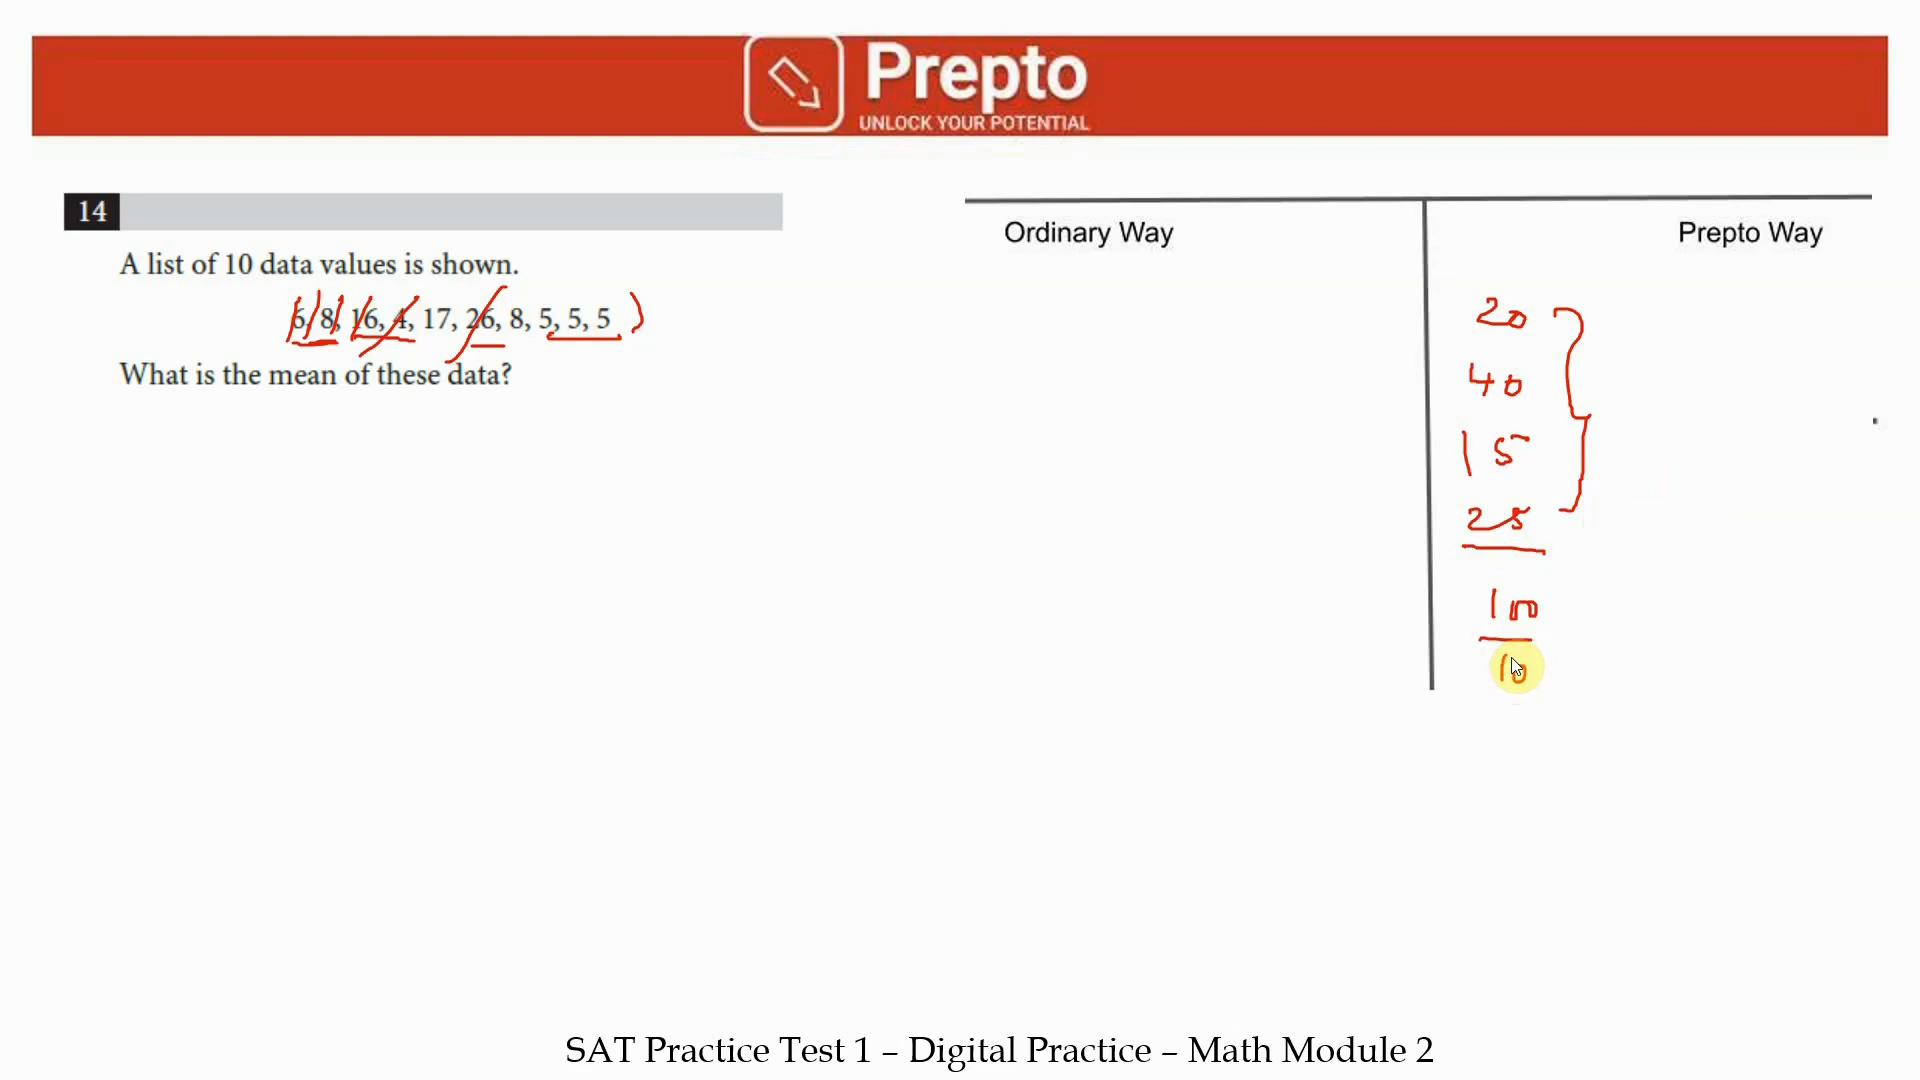 Prepto
UNLOCK YOUR POTENTIAL
14
A list of 10 data values is shown.
6, 8, 16, 4, 17, 26, 8, 5, 5, 5
What is the mean of these data?
Ordinary Way
Prepto Way
20
40
15
25
100
10
SAT Practice Test 1 – Digital Practice – Math Module 2